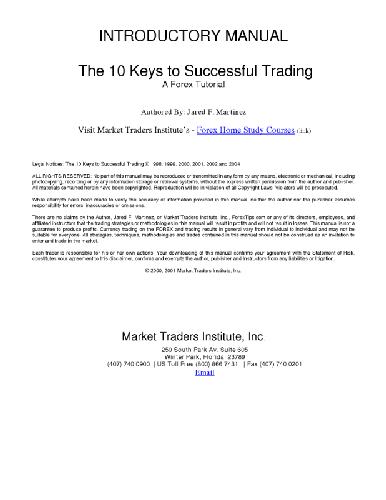 INTRODUCTORY MANUAL
The 10 Keys to Successful Trading
A Forex Tutorial
Authored By: Jared F. Martinez
Visit Market Traders Institute's - Forex Home Study Courses (link)
Legal Notices: The 10 Keys to Successful Trading © 1998, 1999, 2000, 2001, 2002 and 2004
ALL RIGHTS RESERVED: No part of this manual may be reproduced or transmitted in any form by any means, electronic or mechanical, including
photocopying, recording or by any information storage or retrieval systems, without the express written permission from the author and publisher.
All materials contained herein have been copyrighted. Reproduction will be in violation of all Copyright Laws. Violators will be prosecuted.
While attempts have been made to verify the accuracy of information provided in this manual, neither the author nor the publisher assumes
responsibility for errors, inaccuracies or omissions.
There are no claims by the Author, Jared F. Martinez, or Market Traders Institute, Inc., ForexTips.com or any of its directors, employees, and
affiliated instructors that the trading strategies or methodologies in this manual will result in profits and will not result in losses. This manual is not a
guarantee to produce profits. Currency trading on the FOREX and trading results in general vary from individual to individual and may not be
suitable for everyone. All strategies, techniques, methodologies and trades contained in this manual should not be construed as an invitation to
enter and trade in the market.
Each trader is responsible for his or her own actions. Your downloading of this manual confirms your agreement with the Statement of Risk,
constitutes your agreement to this disclaimer, confirms and exempts the author, publisher and instructors from any liabilities or litigation.
© 2000, 2001 Market Traders Institute, Inc.
Market Traders Institute, Inc
250 South Park Av. Suite
Winter Park, Florida
(407) 740 0900 | US Toll Free (800) 866 7431 | Fax (407) 740 0201
Email